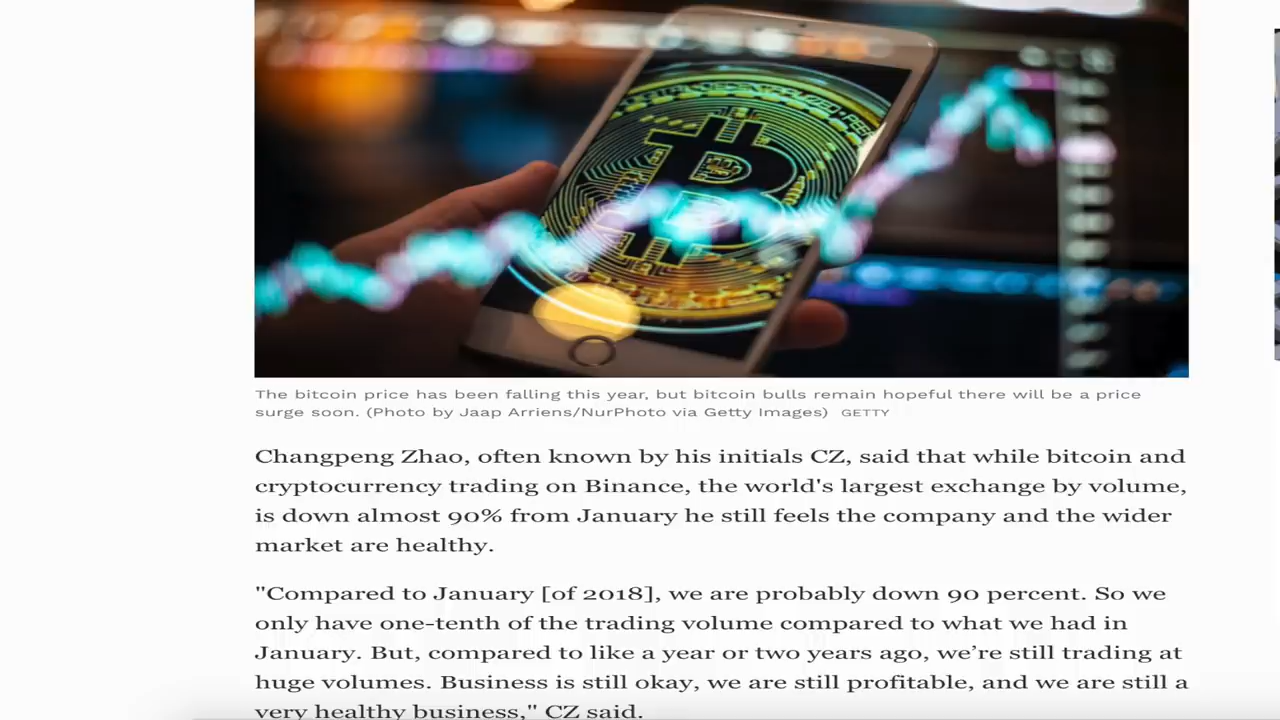 The bitcoin price has been falling this year, but bitcoin bulls remain hopeful there will be a price
surge soon. (Photo by Jaap Arriens/NurPhoto via Getty Images) GETTY
Changpeng Zhao, often known by his initials CZ, said that while bitcoin and
cryptocurrency trading on Binance, the world's largest exchange by volume,
is down almost 90% from January he still feels the company and the wider
market are healthy.
"Compared to January [of 2018], we are probably down 90 percent. So we
only have one-tenth of the trading volume compared to what we had in
January. But, compared to like a year or two years ago, we’re still trading at
huge volumes. Business is still okay, we are still profitable, and we are still a
very healthy business," CZ said.